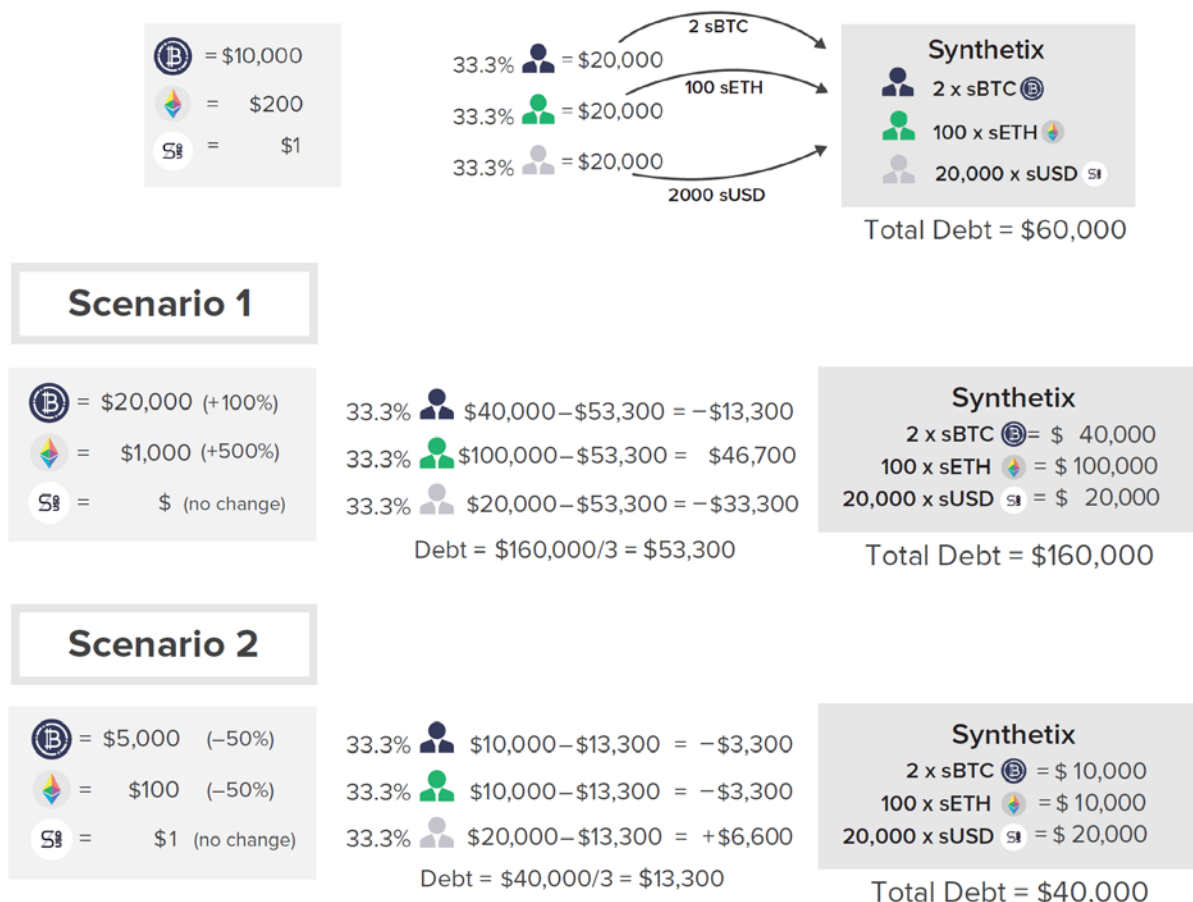 = $10,000
= $200
= $1
33.3% = $20,000
33.3% = $20,000
33.3% = $20,000
2 sBTC
100 sETH
2000 sUSD
Synthetix
2 x sBTC
100 x sETH
20,000 x sUSD
Total Debt = $60,000
Scenario 1
= $20,000 (+100%)
= $1,000 (+500%)
= $ (no change)
33.3% $40,000–$53,300 = –$13,300
33.3% $100,000–$53,300 = $46,700
33.3% $20,000–$53,300 = –$33,300
Debt = $160,000/3 = $53,300
Synthetix
2 x sBTC = $ 40,000
100 x sETH = $ 100,000
20,000 x sUSD = $ 20,000
Total Debt = $160,000
Scenario 2
= $5,000 (–50%)
= $100 (–50%)
= $1 (no change)
33.3% $10,000–$13,300 = –$3,300
33.3% $10,000–$13,300 = –$3,300
33.3% $20,000–$13,300 = +$6,600
Debt = $40,000/3 = $13,300
Synthetix
2 x sBTC = $ 10,000
100 x sETH = $ 10,000
20,000 x sUSD = $ 20,000
Total Debt = $40,000